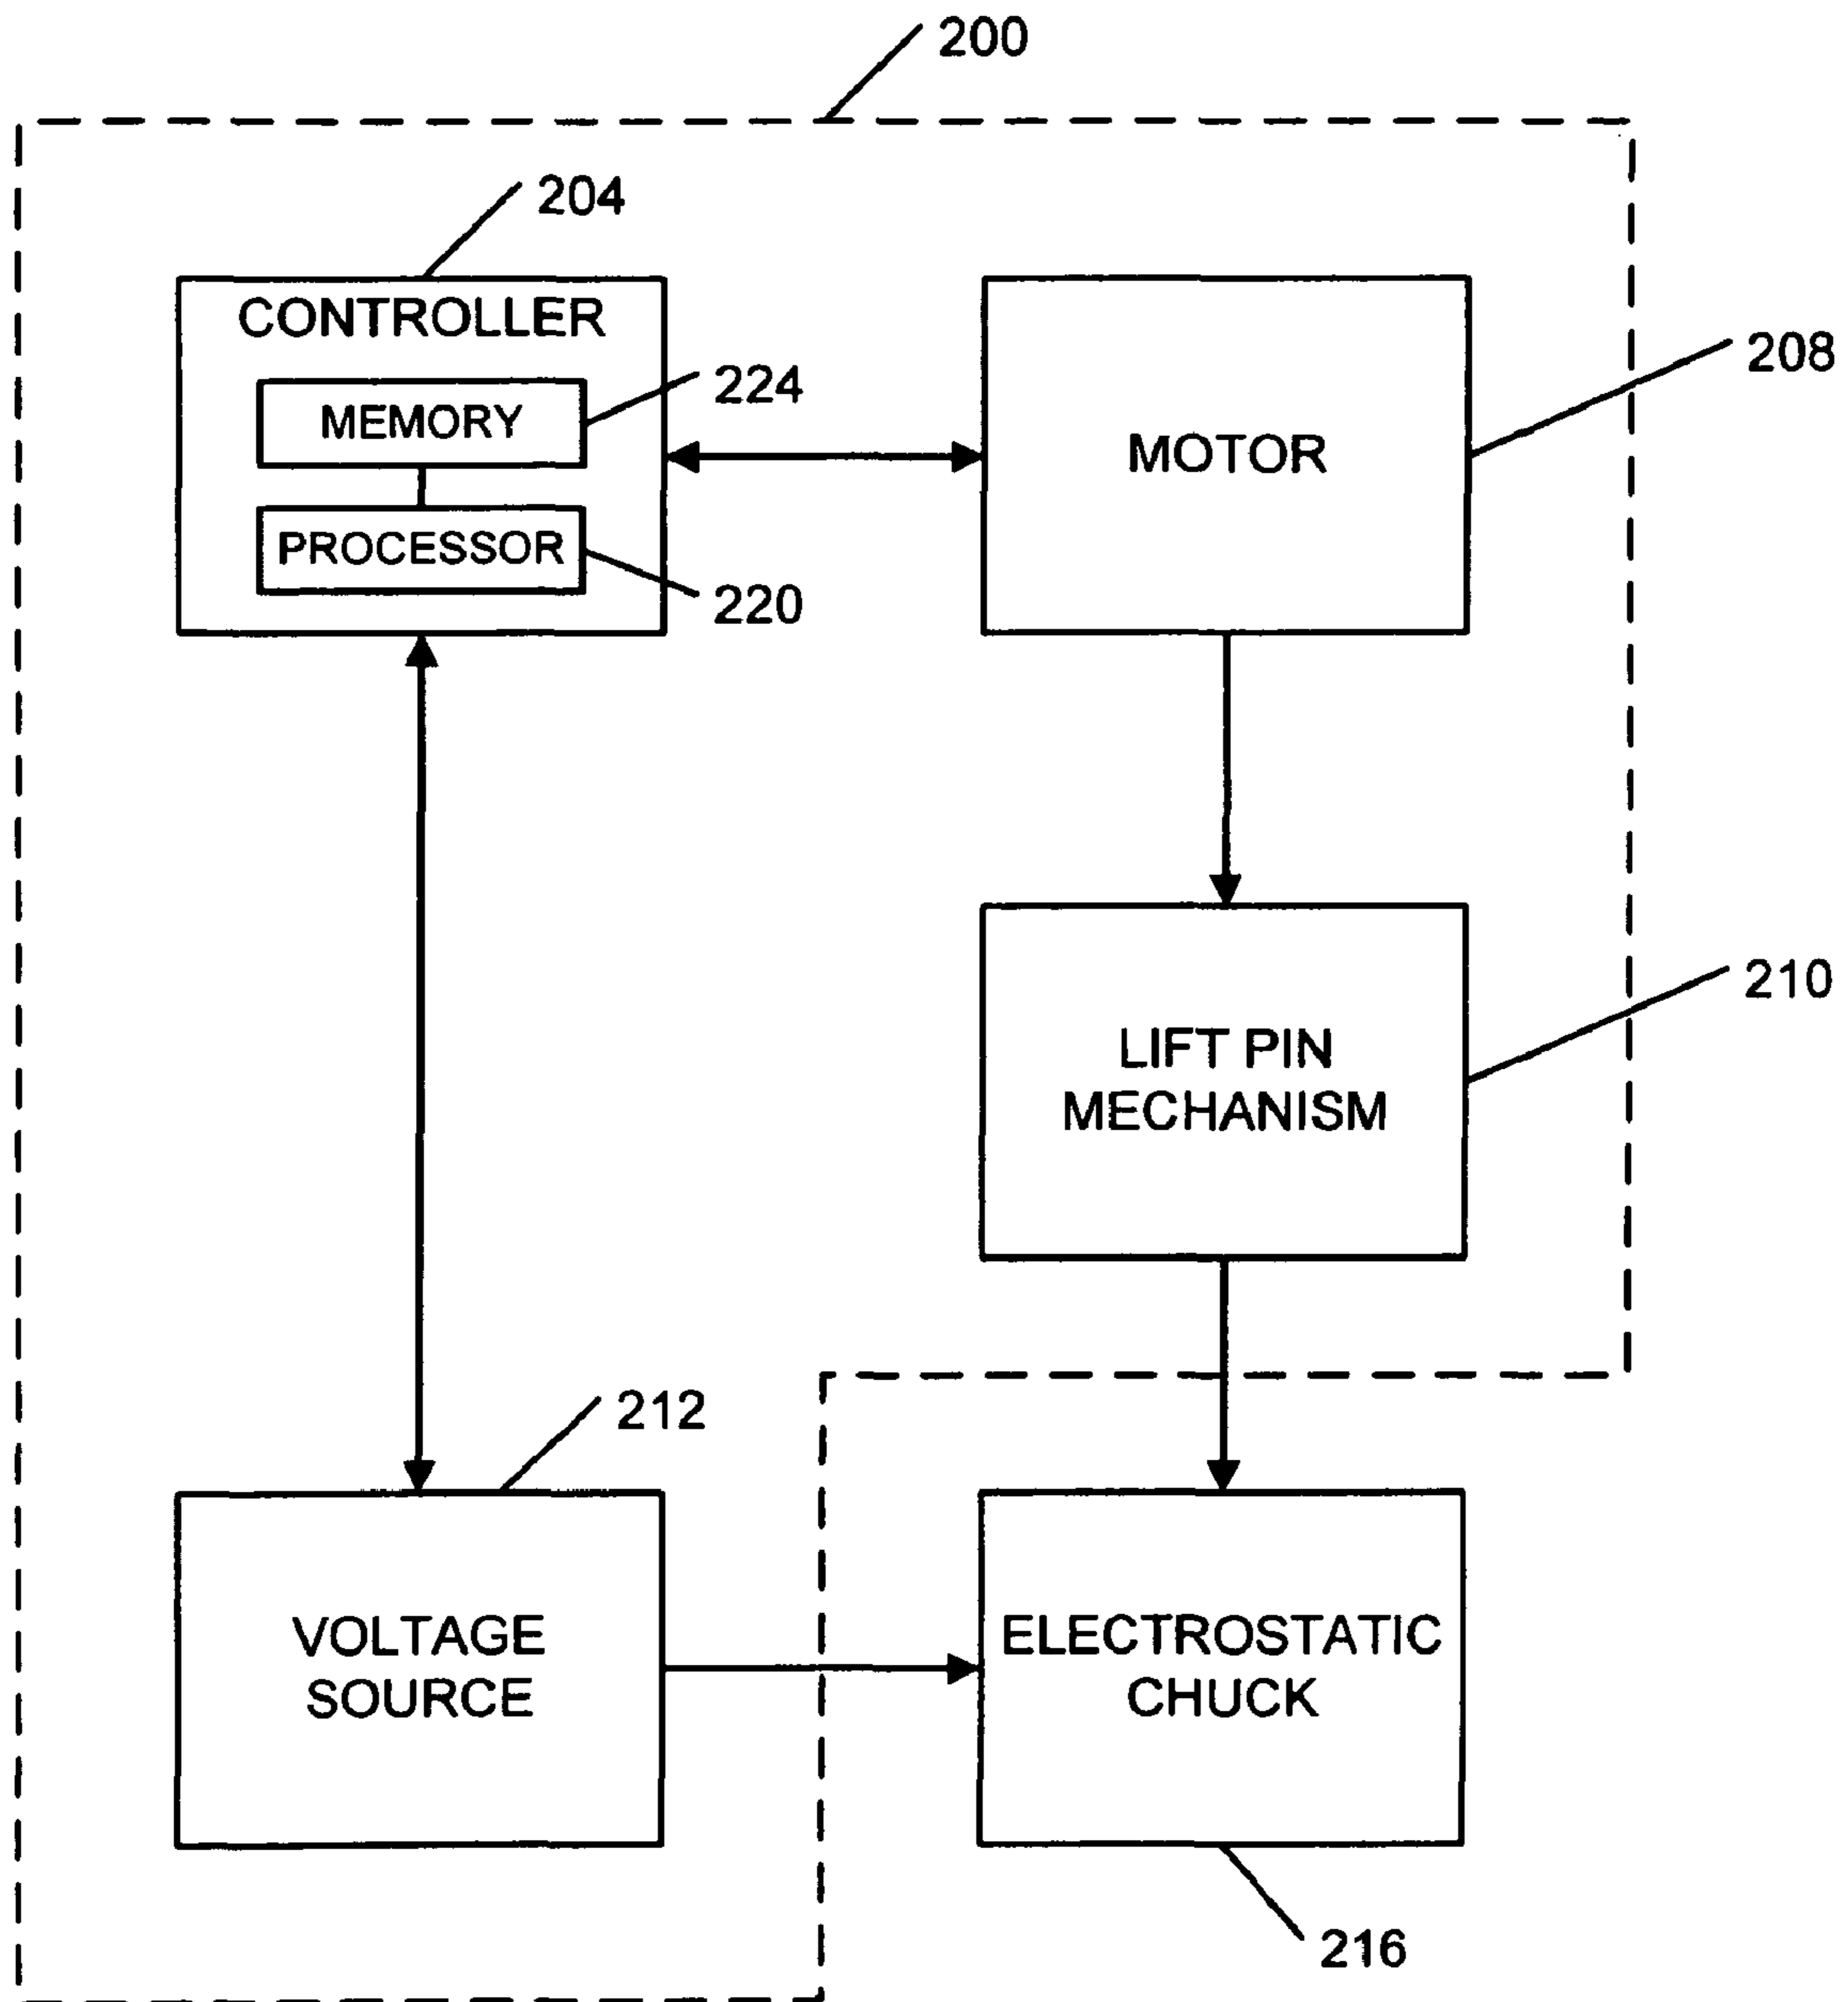 200
204
CONTROLLER
208
224
MEMORY
MOTOR
PROCESSOR
220
210
LIFT PIN
MECHANISM
212
VOLTAGE
SOURCE
ELECTROSTATIC
CHUCK
216